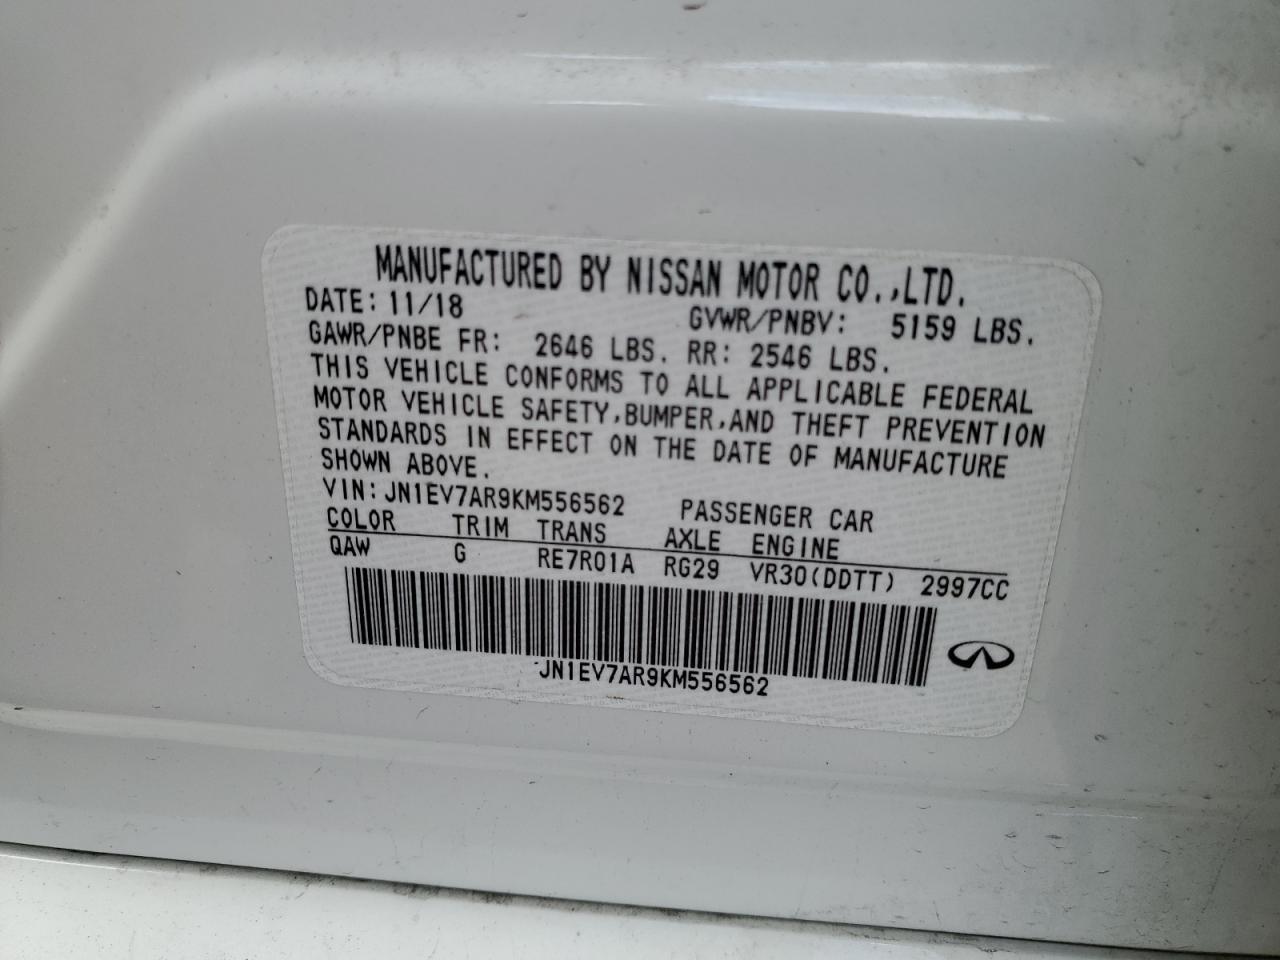 MANUFACTURED BY NISSAN MOTOR CO.,LTD.
DATE: 11/18 GVWR/PNBV: 5159 LBS.
GAWR/PNBE FR: 2646 LBS. RR: 2546 LBS.
THIS VEHICLE CONFORMS TO ALL APPLICABLE FEDERAL
MOTOR VEHICLE SAFETY,BUMPER,AND THEFT PREVENTION
STANDARDS IN EFFECT ON THE DATE OF MANUFACTURE
SHOWN ABOVE.
VIN: JN1EV7AR9KM556562 PASSENGER CAR
COLOR TRIM TRANS AXLE ENGINE
QAW G RE7R01A RG29 VR30(DDTT) 2997CC
JN1EV7AR9KM556562